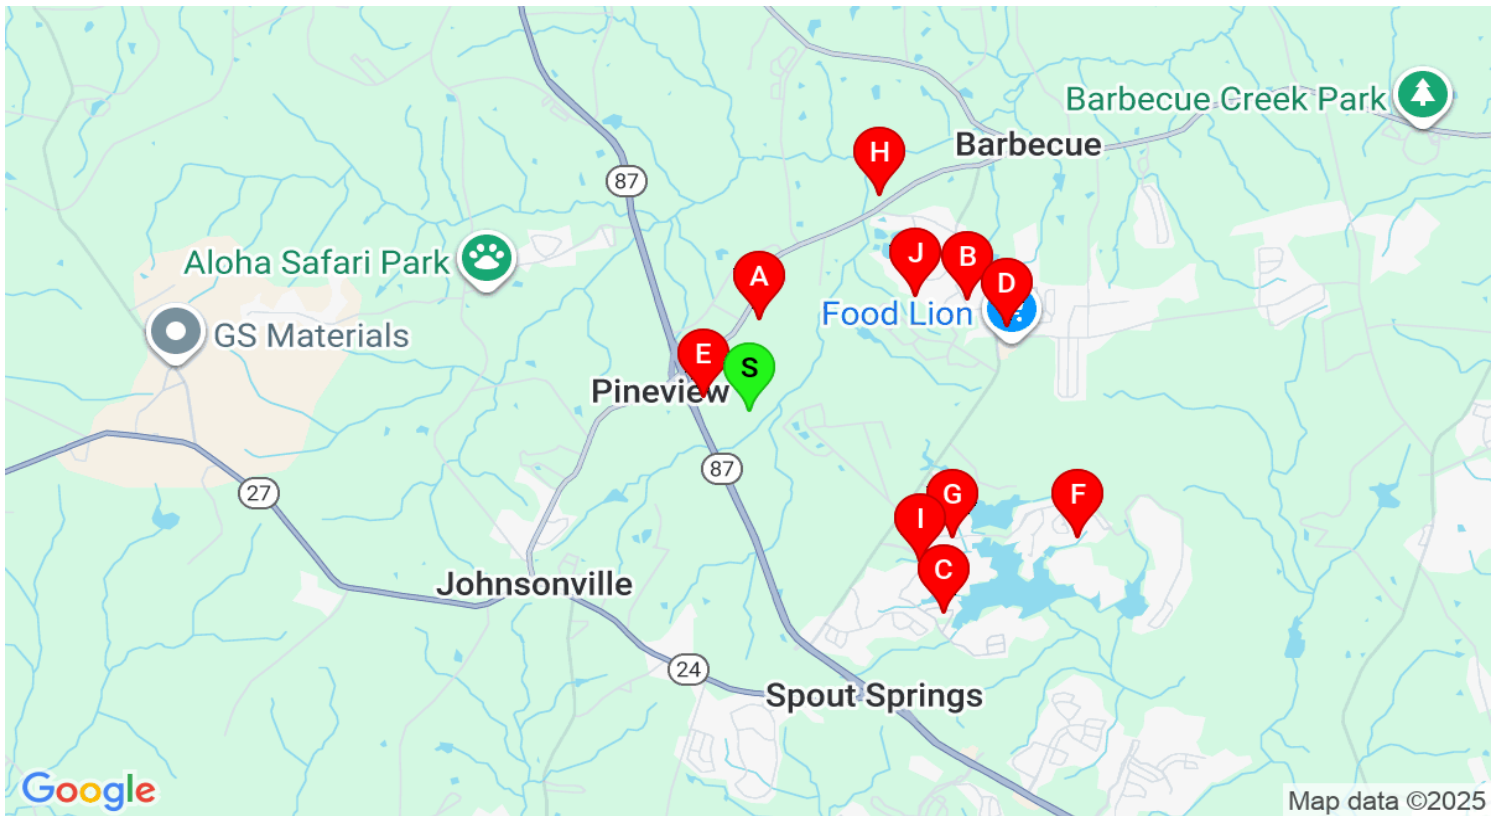 Barbecue Creek Park
Barbecue
H
87
Aloha Safari Park
J
B
A
D
Food Lion
GS Materials
E
S
Pineview
87
27
G
F
I
C
Johnsonville
24
Spout Springs
Google
Map data ©2025